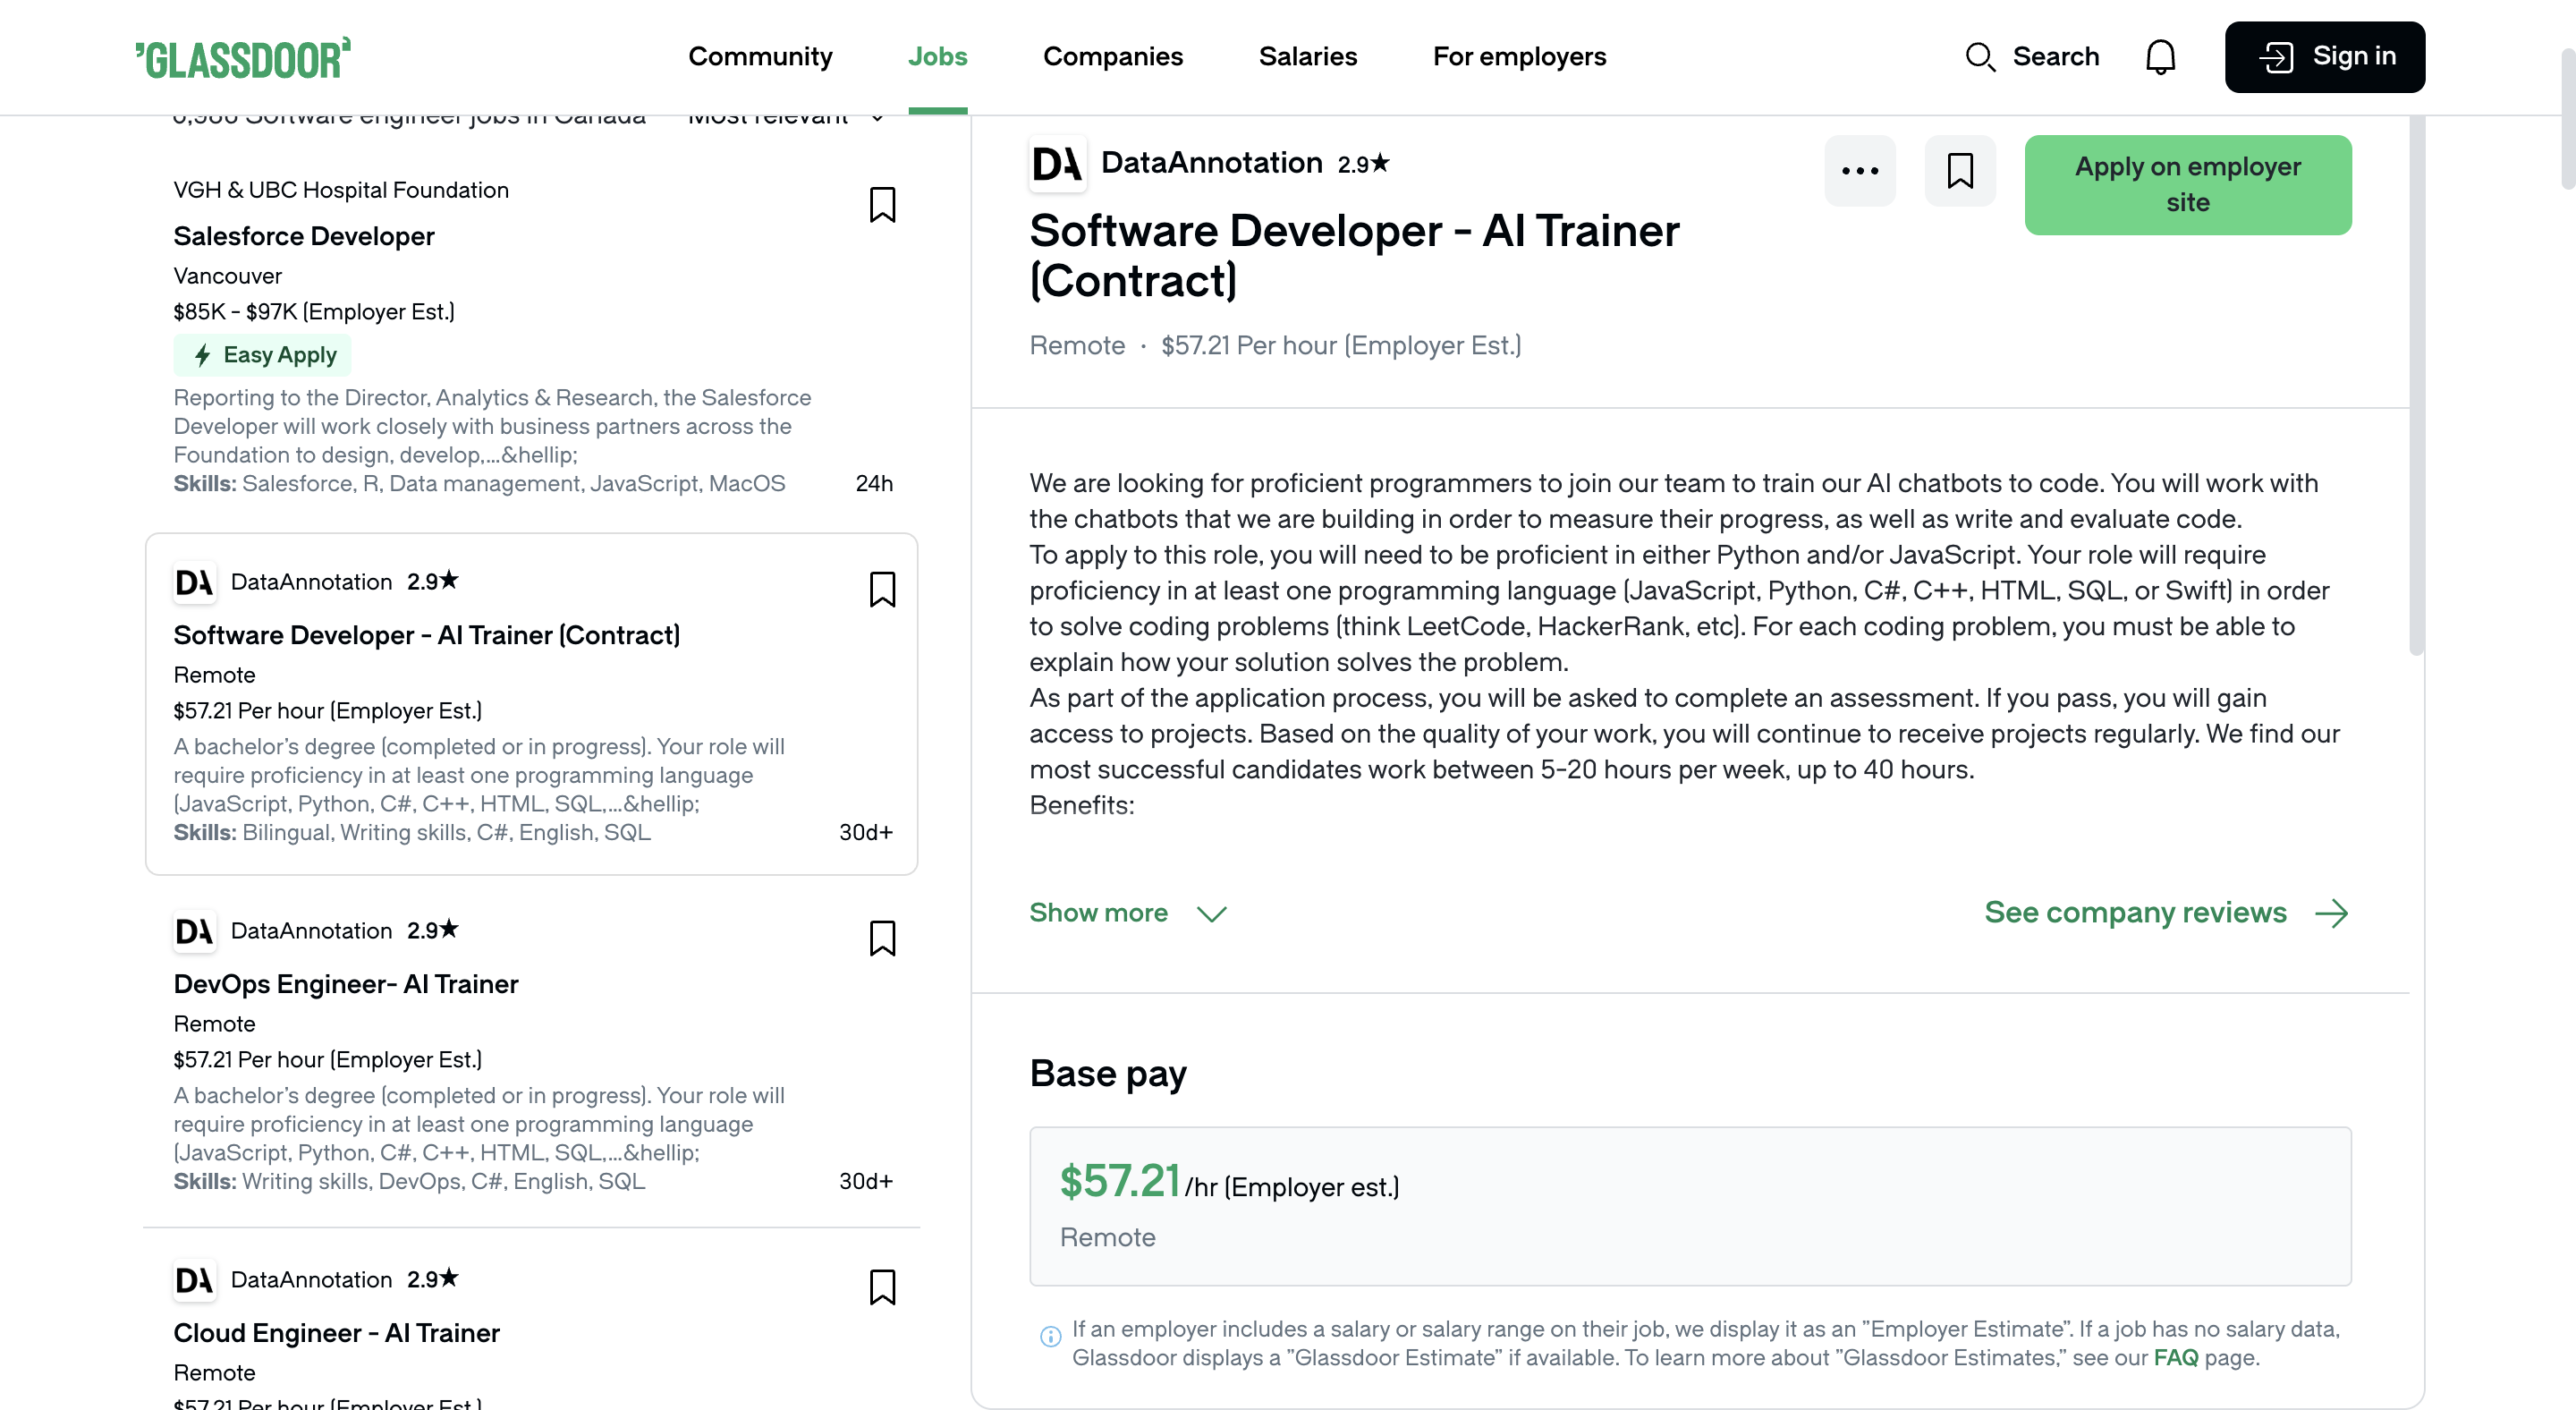 GLASSDOOR
Community
Jobs
Companies
Salaries
For employers
Search
Sign in
Software engineer jobs in Canada
Most relevant
VGH & UBC Hospital Foundation
Salesforce Developer
Vancouver
$85K - $97K (Employer Est.)
Easy Apply
Reporting to the Director, Analytics & Research, the Salesforce
Developer will work closely with business partners across the
Foundation to design, develop,...&hellip;
Skills: Salesforce, R, Data management, JavaScript, MacOS
24h
DA DataAnnotation 2.9★
Software Developer - AI Trainer (Contract)
Remote
$57.21 Per hour (Employer Est.)
A bachelor's degree (completed or in progress). Your role will
require proficiency in at least one programming language
(JavaScript, Python, C#, C++, HTML, SQL,...&hellip;
Skills: Bilingual, Writing skills, C#, English, SQL
30d+
DA DataAnnotation 2.9★
DevOps Engineer- AI Trainer
Remote
$57.21 Per hour (Employer Est.)
A bachelor's degree (completed or in progress). Your role will
require proficiency in at least one programming language
(JavaScript, Python, C#, C++, HTML, SQL,...&hellip;
Skills: Writing skills, DevOps, C#, English, SQL
30d+
DA DataAnnotation 2.9★
Cloud Engineer - AI Trainer
Remote
$57.21 Per hour (Employer Est.)
DA DataAnnotation 2.9★
Apply on employer
site
Software Developer - AI Trainer
(Contract)
Remote · $57.21 Per hour (Employer Est.)
We are looking for proficient programmers to join our team to train our AI chatbots to code. You will work with
the chatbots that we are building in order to measure their progress, as well as write and evaluate code.
To apply to this role, you will need to be proficient in either Python and/or JavaScript. Your role will require
proficiency in at least one programming language (JavaScript, Python, C#, C++, HTML, SQL, or Swift) in order
to solve coding problems (think LeetCode, HackerRank, etc). For each coding problem, you must be able to
explain how your solution solves the problem.
As part of the application process, you will be asked to complete an assessment. If you pass, you will gain
access to projects. Based on the quality of your work, you will continue to receive projects regularly. We find our
most successful candidates work between 5-20 hours per week, up to 40 hours.
Benefits:
Show more
See company reviews
Base pay
$57.21 /hr (Employer est.)
Remote
If an employer includes a salary or salary range on their job, we display it as an "Employer Estimate". If a job has no salary data,
Glassdoor displays a "Glassdoor Estimate" if available. To learn more about "Glassdoor Estimates," see our FAQ page.